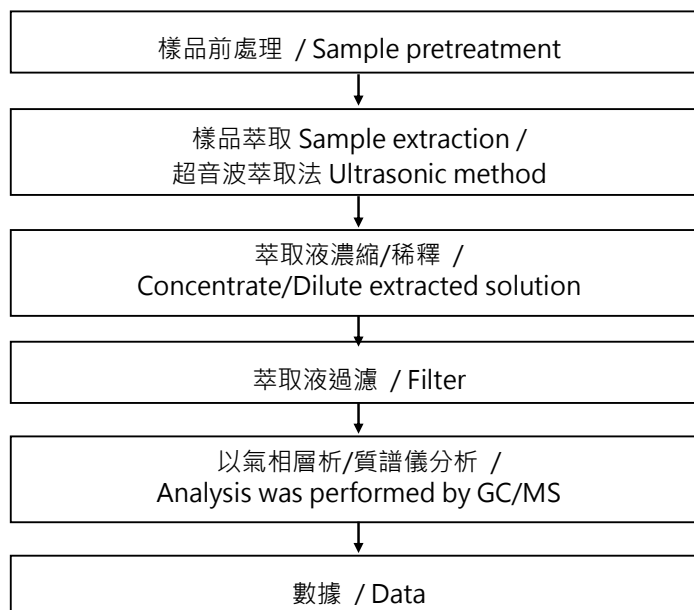 樣品前處理 / Sample pretreatment
樣品萃取 Sample extraction /
超音波萃取法 Ultrasonic method
萃取液濃縮/稀釋 /
Concentrate/Dilute extracted solution
萃取液過濾 / Filter
以氣相層析/質譜儀分析 /
Analysis was performed by GC/MS
數據 / Data